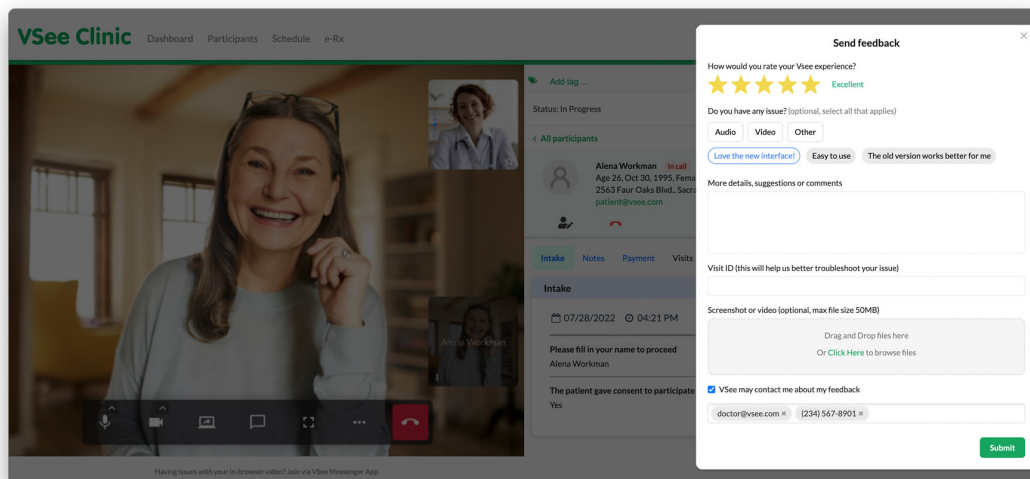 VSee Clinic
Dashboard Participants Schedule e-Rx
Add tag ...
Status: In Progress
‹ All participants
Alena Workman In call
Age 26, Oct 30, 1995, Fema
2563 Faur Oaks Blvd., Sacra
patient@vsee.com
Intake Notes Payment Visits
Intake
07/28/2022 04:21 PM
Please fill in your name to proceed
Alena Workman
The patient gave consent to participate
Yes
Alena Workman
Having issues with your in-browser video? Join via VSee Messenger App
Send feedback
How would you rate your Vsee experience?
Excellent
Do you have any issue? (optional, select all that applies)
Audio Video Other
Love the new interface! Easy to use The old version works better for me
More details, suggestions or comments
Visit ID (this will help us better troubleshoot your issue)
Screenshot or video (optional, max file size 50MB)
Drag and Drop files here
Or Click Here to browse files
VSee may contact me about my feedback
doctor@vsee.com × (234) 567-8901 ×
Submit